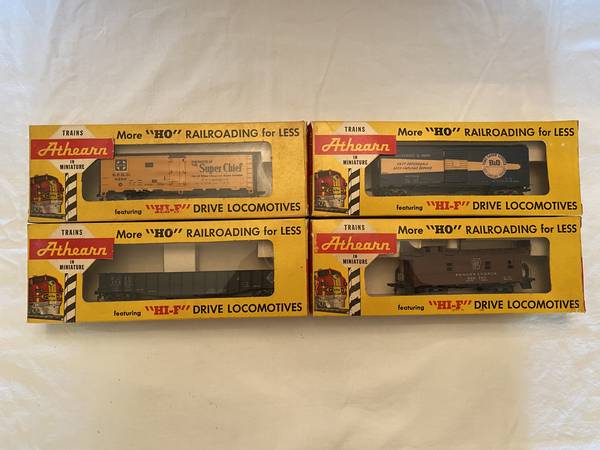 TRAINS
Athearn
IN
MINIATURE
More "HO" RAILROADING for LESS
Super Chief
featuring "HI-F" DRIVE LOCOMOTIVES
TRAINS
Athearn
IN
MINIATURE
More "HO" RAILROADING for LESS
B&O
featuring "HI-F" DRIVE LOCOMOTIVES
TRAINS
Athearn
IN
MINIATURE
More "HO" RAILROADING for LESS
featuring "HI-F" DRIVE LOCOMOTIVES
TRAINS
Athearn
IN
MINIATURE
More "HO" RAILROADING for LESS
PENNSYLVANIA
featuring "HI-F" DRIVE LOCOMOTIVES